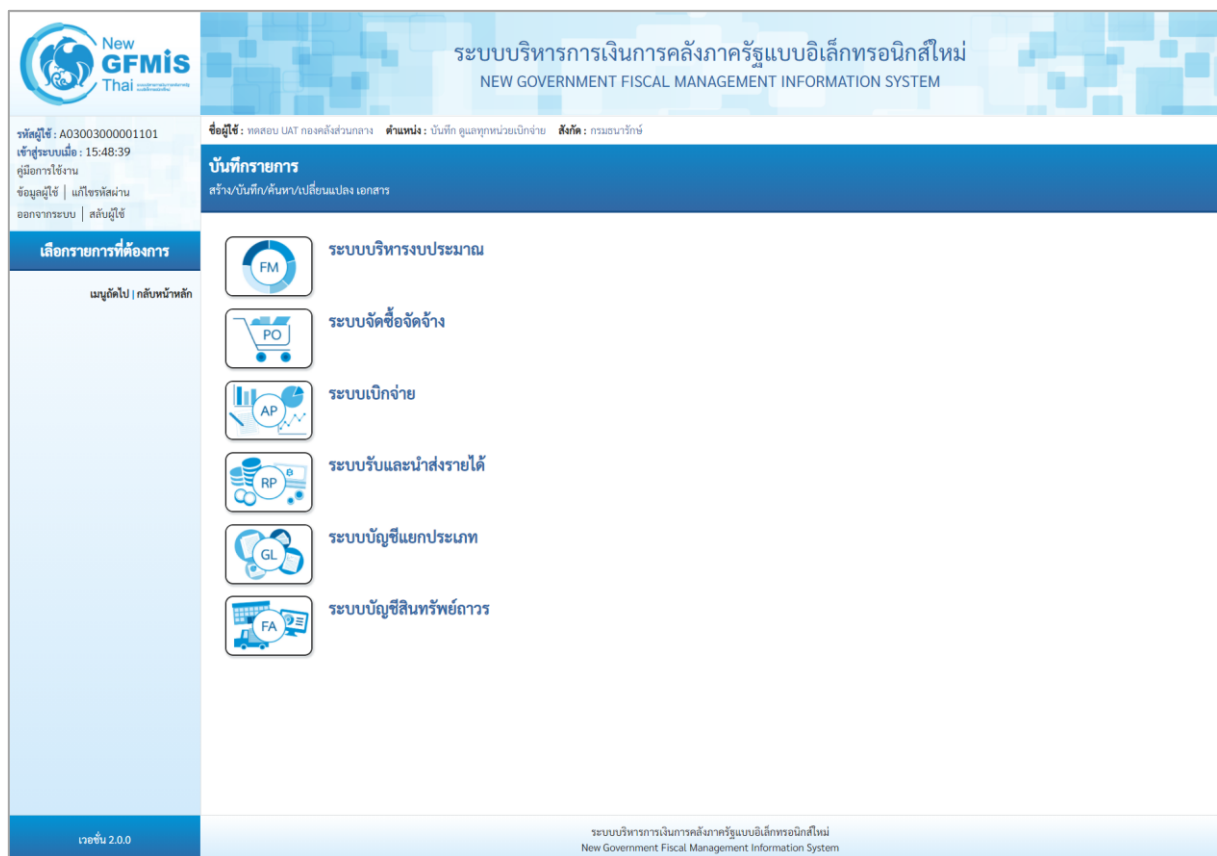 New
GFMIS
Thai
ระบบบริหารการเงินการคลังภาครัฐแบบอิเล็กทรอนิกส์ใหม่
NEW GOVERNMENT FISCAL MANAGEMENT INFORMATION SYSTEM
รหัสผู้ใช้ : A03003000001101
เข้าสู่ระบบเมื่อ : 15:48:39
คู่มือการใช้งาน
ข้อมูลผู้ใช้ | แก้ไขรหัสผ่าน
ออกจากระบบ | สลับผู้ใช้
ชื่อผู้ใช้ : ทดสอบ UAT กองคลังส่วนกลาง ตำแหน่ง : บันทึก ดูแลทุกหน่วยเบิกจ่าย สังกัด : กรมธนารักษ์
บันทึกรายการ
สร้าง/บันทึก/ค้นหา/เปลี่ยนแปลง เอกสาร
เลือกรายการที่ต้องการ
เมนูถัดไป | กลับหน้าหลัก
FM
ระบบบริหารงบประมาณ
PO
ระบบจัดซื้อจัดจ้าง
AP
ระบบเบิกจ่าย
RP
ระบบรับและนำส่งรายได้
GL
ระบบบัญชีแยกประเภท
FA
ระบบบัญชีสินทรัพย์ถาวร
เวอชั่น 2.0.0
ระบบบริหารการเงินการคลังภาครัฐแบบอิเล็กทรอนิกส์ใหม่
New Government Fiscal Management Information System